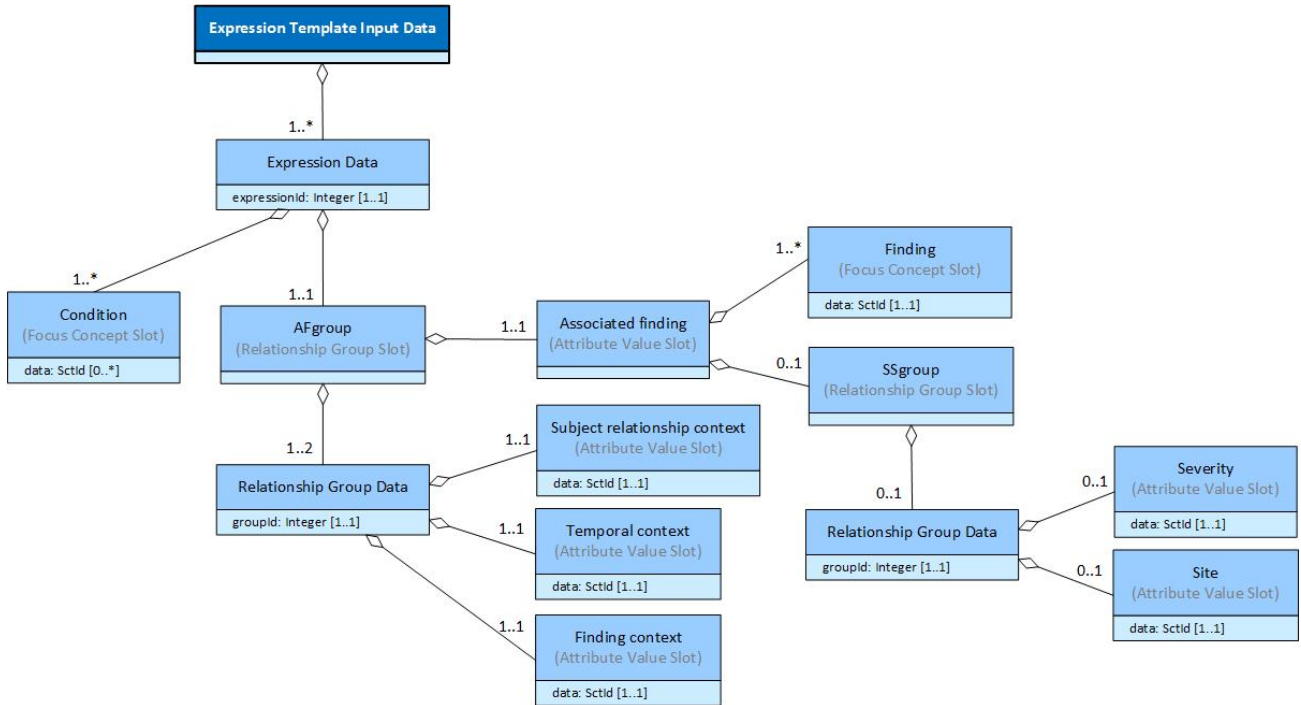 Expression Template Input Data
1..*
Expression Data
expressionId: Integer [1..1]
1..*
Condition
(Focus Concept Slot)
data: SctId [0..*]
1..1
AFgroup
(Relationship Group Slot)
1..1
Associated finding
(Attribute Value Slot)
1..*
Finding
(Focus Concept Slot)
data: SctId [1..1]
0..1
SSgroup
(Relationship Group Slot)
1..2
Relationship Group Data
groupId: Integer [1..1]
1..1
Subject relationship context
(Attribute Value Slot)
data: SctId [1..1]
1..1
Temporal context
(Attribute Value Slot)
data: SctId [1..1]
1..1
Finding context
(Attribute Value Slot)
data: SctId [1..1]
0..1
Relationship Group Data
groupId: Integer [1..1]
0..1
Severity
(Attribute Value Slot)
data: SctId [1..1]
0..1
Site
(Attribute Value Slot)
data: SctId [1..1]